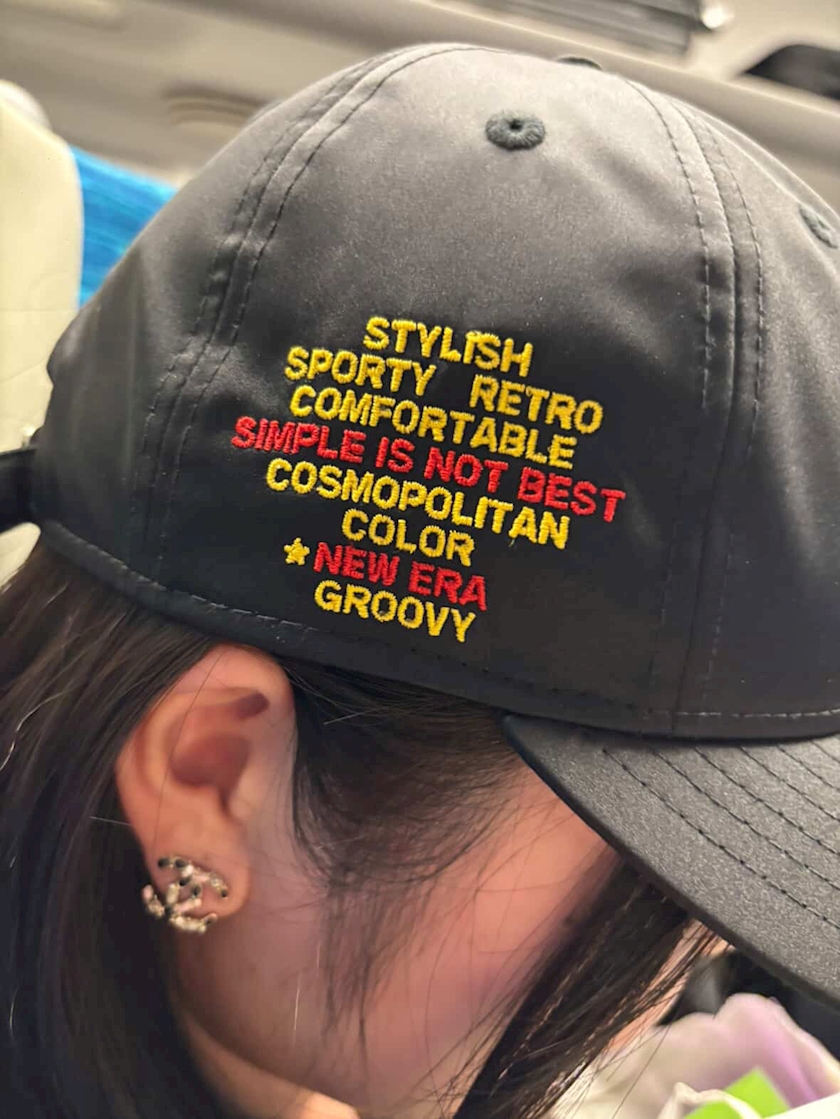 STYLISH
SPORTY RETRO
COMFORTABLE
SIMPLE IS NOT BEST
COSMOPOLITAN
COLOR
★NEW ERA
GROOVY